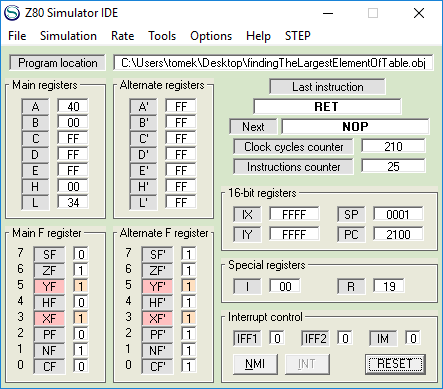 Z80 Simulator IDE
File Simulation Rate Tools Options Help STEP
Program location C:\Users\tomek\Desktop\findingTheLargestElementOfTable.obj
Main registers
A 40
B 00
C FF
D FF
E FF
H 00
L 34
Alternate registers
A' FF
B' FF
C' FF
D' FF
E' FF
H' FF
L' FF
Last instruction
RET
Next NOP
Clock cycles counter 210
Instructions counter 25
16-bit registers
IX FFFF SP 0001
IY FFFF PC 2100
Main F register
7 SF 0
6 ZF 1
5 YF 1
4 HF 0
3 XF 1
2 PF 0
1 NF 1
0 CF 0
Alternate F register
7 SF' 1
6 ZF' 1
5 YF' 1
4 HF' 1
3 XF' 1
2 PF' 1
1 NF' 1
0 CF' 1
Special registers
I 00 R 19
Interrupt control
IFF1 0 IFF2 0 IM 0
NMI INT RESET